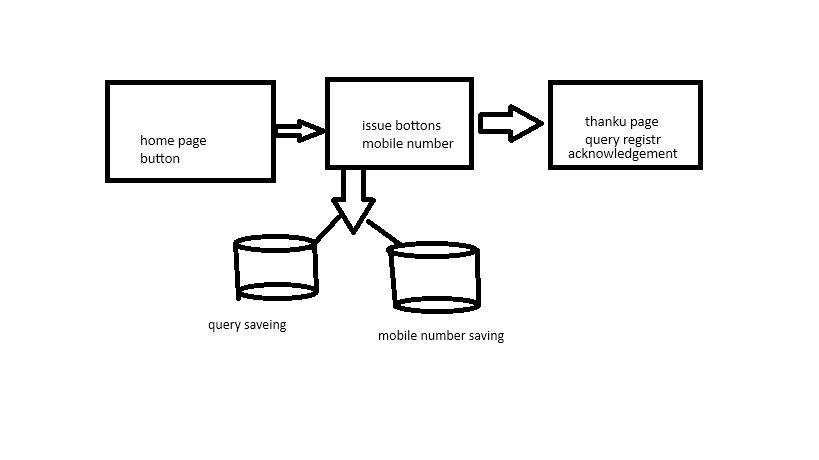 home page
button
issue bottons
mobile number
thanku page
query registr
acknowledgement
query saveing
mobile number saving